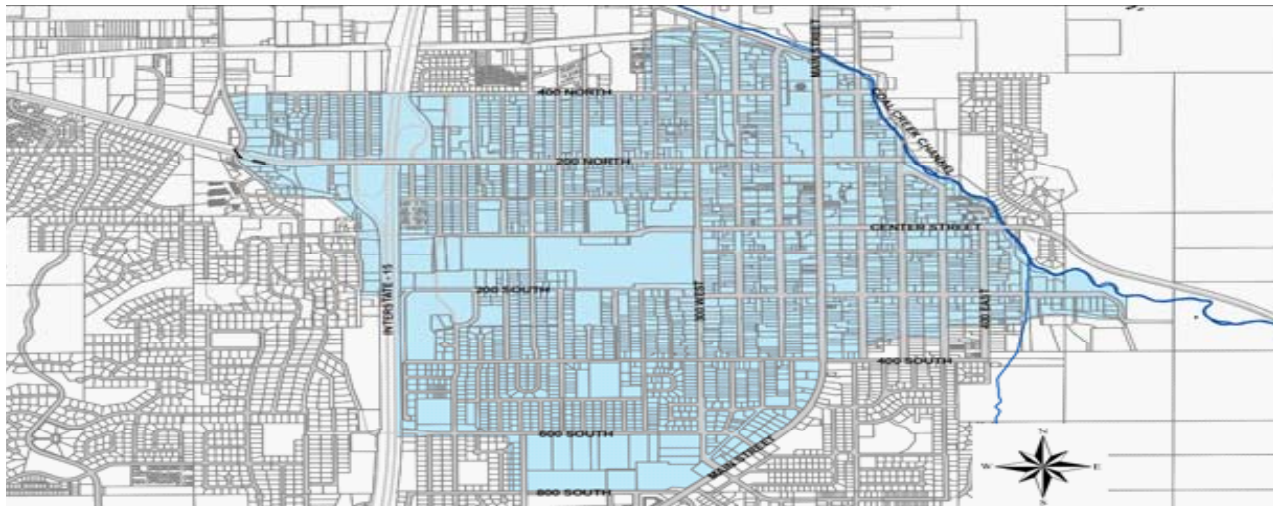 MAIN STREET
400 NORTH
COAL CREEK CHANNEL
200 NORTH
CENTER STREET
INTERSTATE - 15
200 SOUTH
300 WEST
400 EAST
400 SOUTH
600 SOUTH
MAIN STREET
800 SOUTH
N
W
E
S